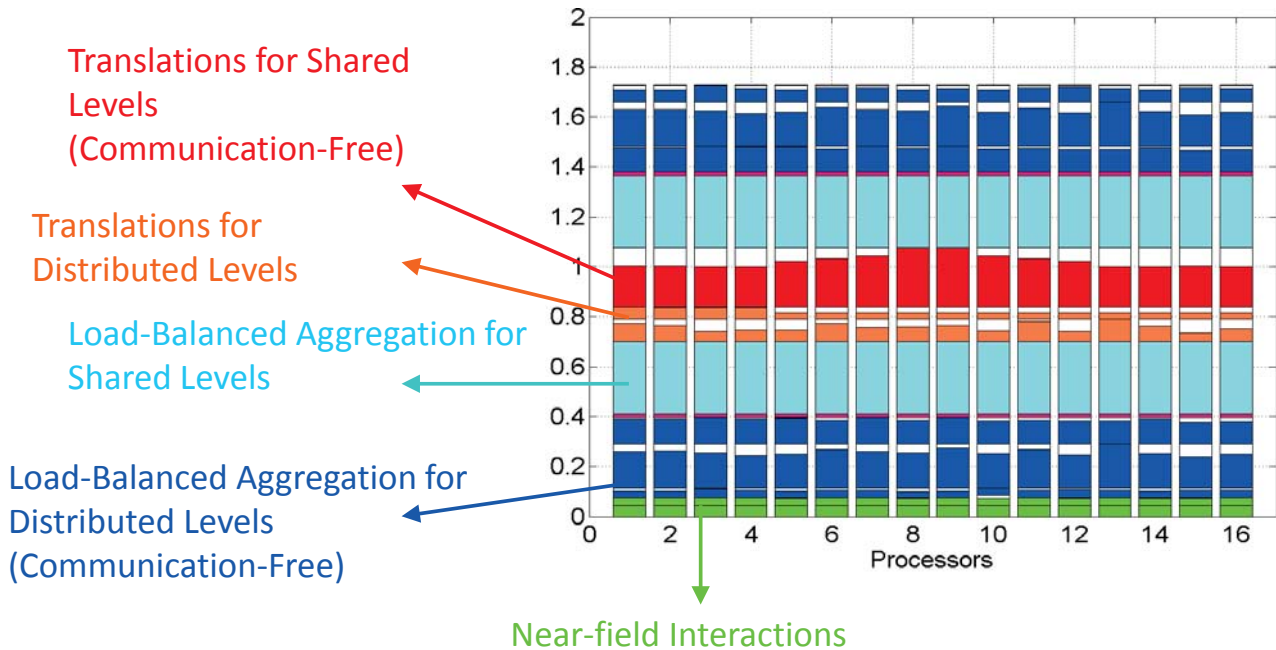 Translations for Shared
Levels
(Communication-Free)
Translations for
Distributed Levels
Load-Balanced Aggregation for
Shared Levels
Load-Balanced Aggregation for
Distributed Levels
(Communication-Free)
Near-field Interactions
2
1.8
1.6
1.4
1.2
1
0.8
0.6
0.4
0.2
0
0 2 4 6 8 10 12 14 16
Processors